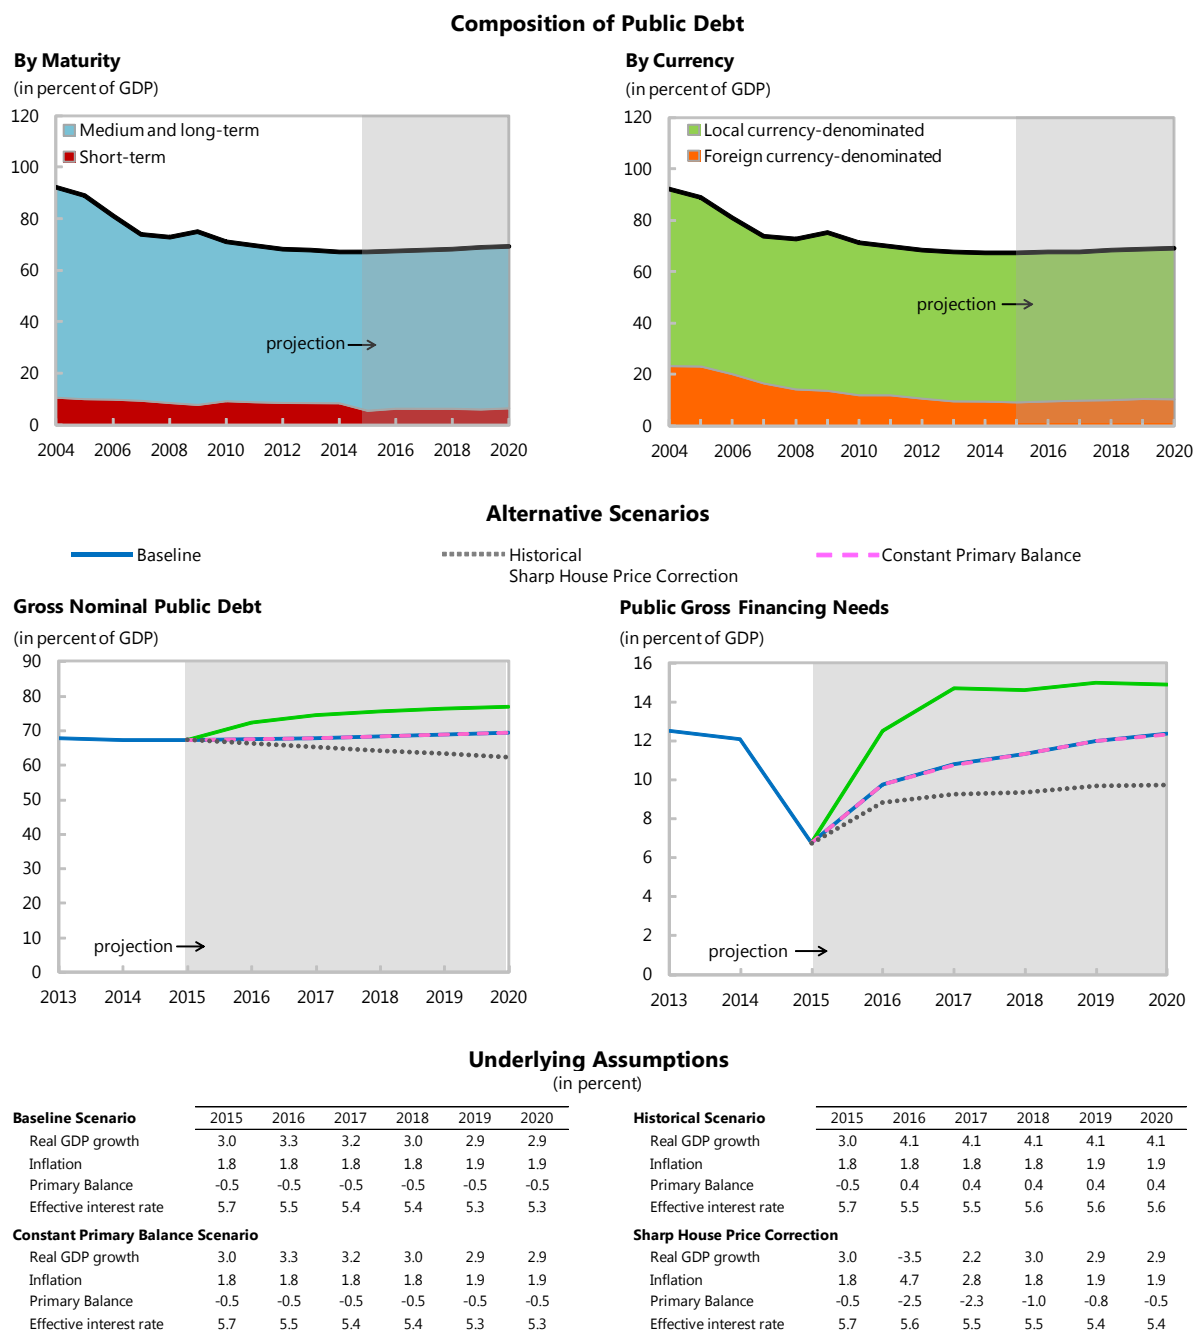 Composition of Public Debt
By Maturity
(in percent of GDP)
120
100
80
60
40
20
0
Medium and long-term
Short-term
projection
2004 2006 2008 2010 2012 2014 2016 2018 2020
By Currency
(in percent of GDP)
120
100
80
60
40
20
0
Local currency-denominated
Foreign currency-denominated
projection
2004 2006 2008 2010 2012 2014 2016 2018 2020
Alternative Scenarios
Baseline
Historical
Constant Primary Balance
Sharp House Price Correction
Gross Nominal Public Debt
(in percent of GDP)
90
80
70
60
50
40
30
20
10
0
projection
2013 2014 2015 2016 2017 2018 2019 2020
Public Gross Financing Needs
(in percent of GDP)
16
14
12
10
8
6
4
2
0
projection
2013 2014 2015 2016 2017 2018 2019 2020
Underlying Assumptions
(in percent)
Baseline Scenario 2015 2016 2017 2018 2019 2020
Real GDP growth 3.0 3.3 3.2 3.0 2.9 2.9
Inflation 1.8 1.8 1.8 1.8 1.9 1.9
Primary Balance -0.5 -0.5 -0.5 -0.5 -0.5 -0.5
Effective interest rate 5.7 5.5 5.4 5.4 5.3 5.3
Constant Primary Balance Scenario
Real GDP growth 3.0 3.3 3.2 3.0 2.9 2.9
Inflation 1.8 1.8 1.8 1.8 1.9 1.9
Primary Balance -0.5 -0.5 -0.5 -0.5 -0.5 -0.5
Effective interest rate 5.7 5.5 5.4 5.4 5.3 5.3
Historical Scenario 2015 2016 2017 2018 2019 2020
Real GDP growth 3.0 4.1 4.1 4.1 4.1 4.1
Inflation 1.8 1.8 1.8 1.8 1.9 1.9
Primary Balance -0.5 0.4 0.4 0.4 0.4 0.4
Effective interest rate 5.7 5.5 5.5 5.6 5.6 5.6
Sharp House Price Correction
Real GDP growth 3.0 -3.5 2.2 3.0 2.9 2.9
Inflation 1.8 4.7 2.8 1.8 1.9 1.9
Primary Balance -0.5 -2.5 -2.3 -1.0 -0.8 -0.5
Effective interest rate 5.7 5.6 5.5 5.5 5.4 5.4